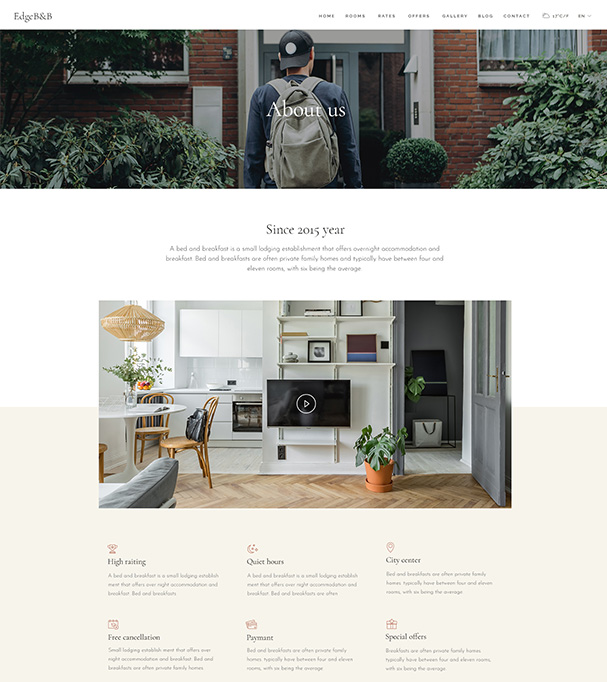 EdgeB&B
HOME ROOMS RATES OFFERS GALLERY BLOG CONTACT 17°C/F EN
About us
Since 2015 year
A bed and breakfast is a small lodging establishment that offers overnight accommodation and
breakfast. Bed and breakfasts are often private family homes and typically have between four and
eleven rooms, with six being the average
High raiting
A bed and breakfast is a small lodging establish
ment that offers over night accommodation and
breakfast. Bed and breakfasts
Quiet hours
A bed and breakfast is a small lodging establish
ment that offers over night accommodation and
breakfast. Bed and breakfasts are often
City center
Bed and breakfasts are often private family
homes. typically have between four and eleven
rooms, with six being the average
Free cancellation
Small lodging establish ment that offers over
night accommodation and breakfast. Bed and
breakfasts often private family homes.
Paymant
Bed and breakfasts are often private family
homes. typically have between four and eleven
rooms, with six being the average
Special offers
Breakfasts are often private family homes.
typically have between four and eleven rooms,
with six being the average